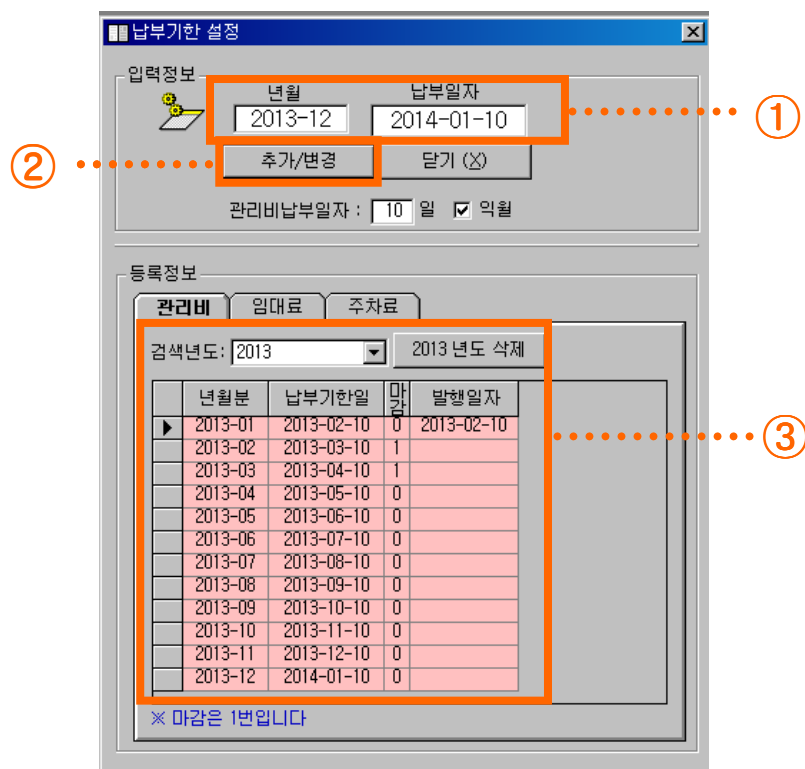 납부기한 설정
입력정보
년월 납부일자
2013-12 2014-01-10
①
추가/변경 닫기 (X)
②
관리비납부일자 : 10 일 익월
등록정보
관리비 임대료 주차료
검색년도: 2013 2013 년도 삭제
년월분 납부기한일 마감 발행일자
2013-01 2013-02-10 0 2013-02-10
2013-02 2013-03-10 1
③
2013-03 2013-04-10 1
2013-04 2013-05-10 0
2013-05 2013-06-10 0
2013-06 2013-07-10 0
2013-07 2013-08-10 0
2013-08 2013-09-10 0
2013-09 2013-10-10 0
2013-10 2013-11-10 0
2013-11 2013-12-10 0
2013-12 2014-01-10 0
※ 마감은 1번입니다